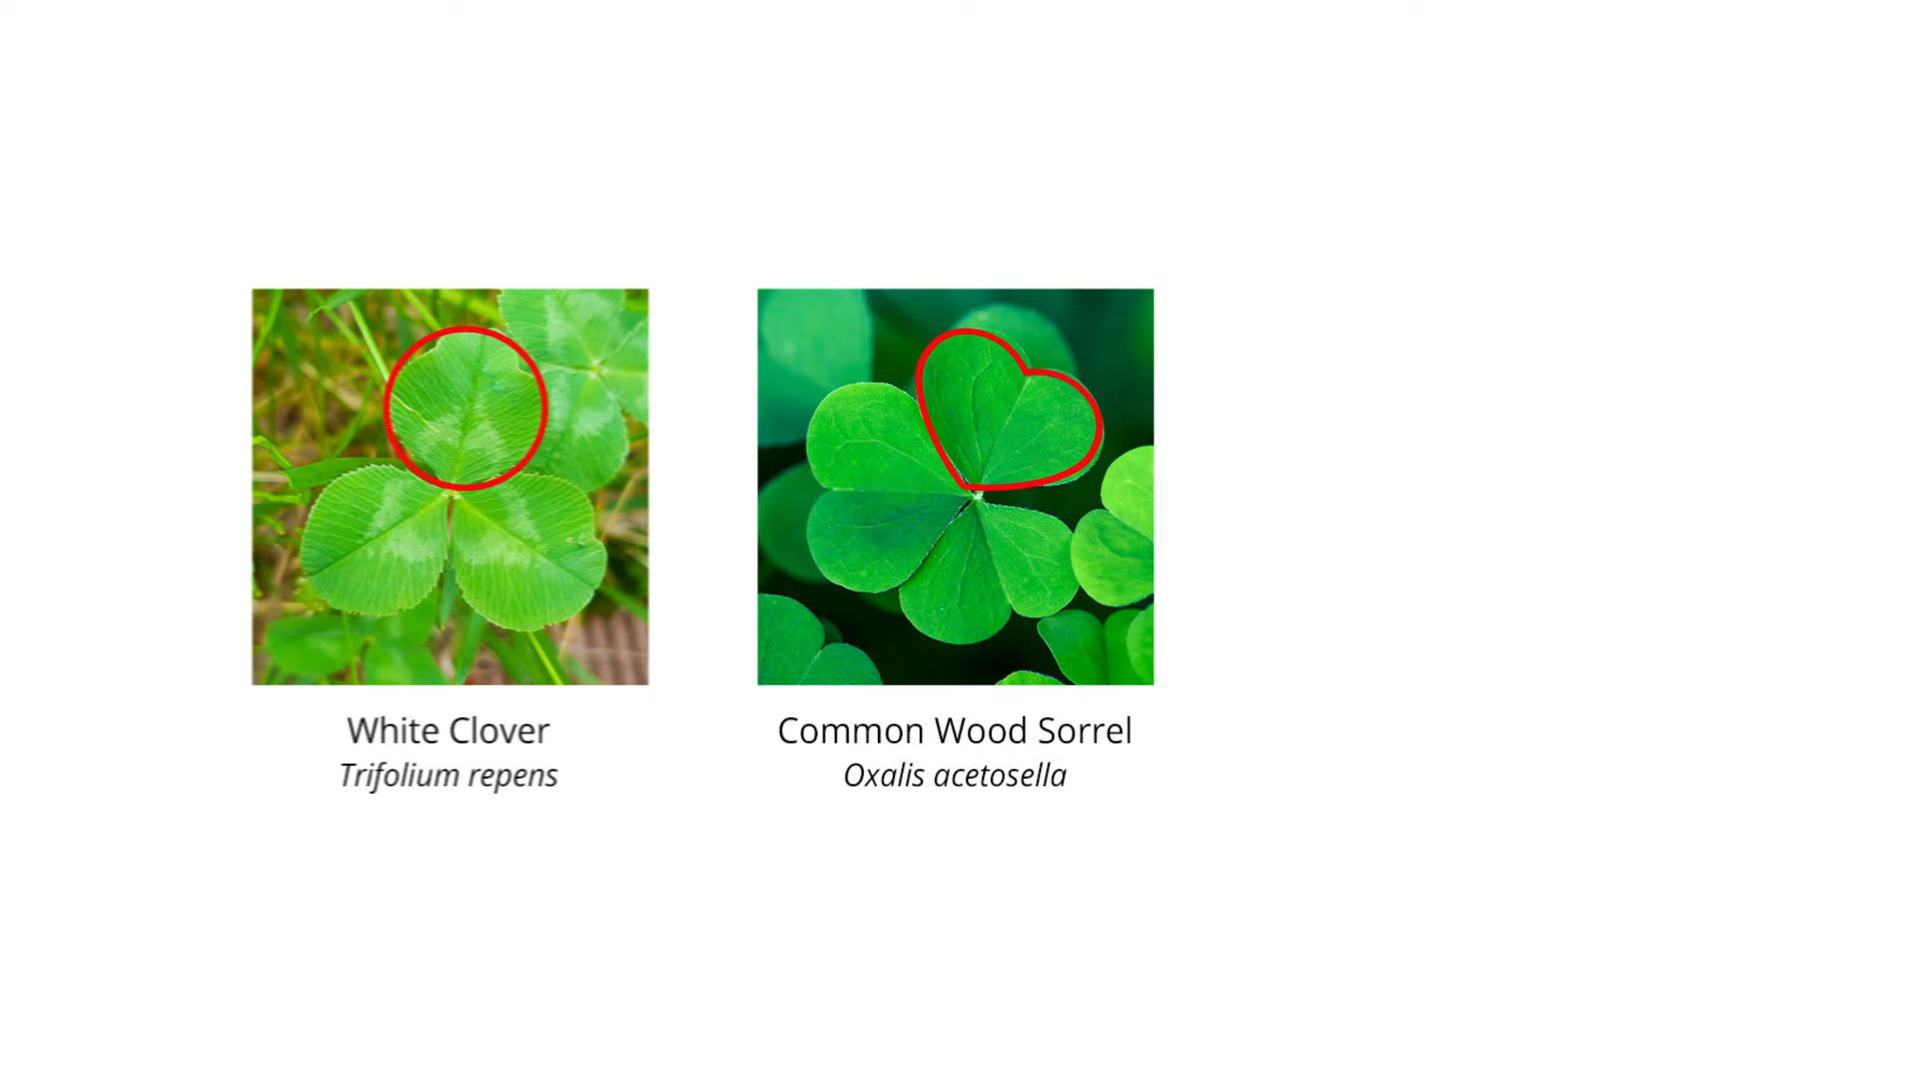 White Clover
Trifolium repens
Common Wood Sorrel
Oxalis acetosella